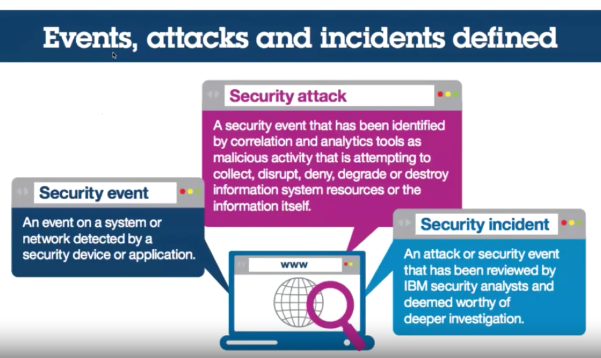 Events, attacks and incidents defined
Security attack
A security event that has been identified
by correlation and analytics tools as
malicious activity that is attempting to
collect, disrupt, deny, degrade or destroy
information system resources or the
information itself.
Security event
An event on a system or
network detected by a
security device or application.
Security incident
An attack or security event
that has been reviewed by
IBM security analysts and
deemed worthy of
deeper investigation.
www